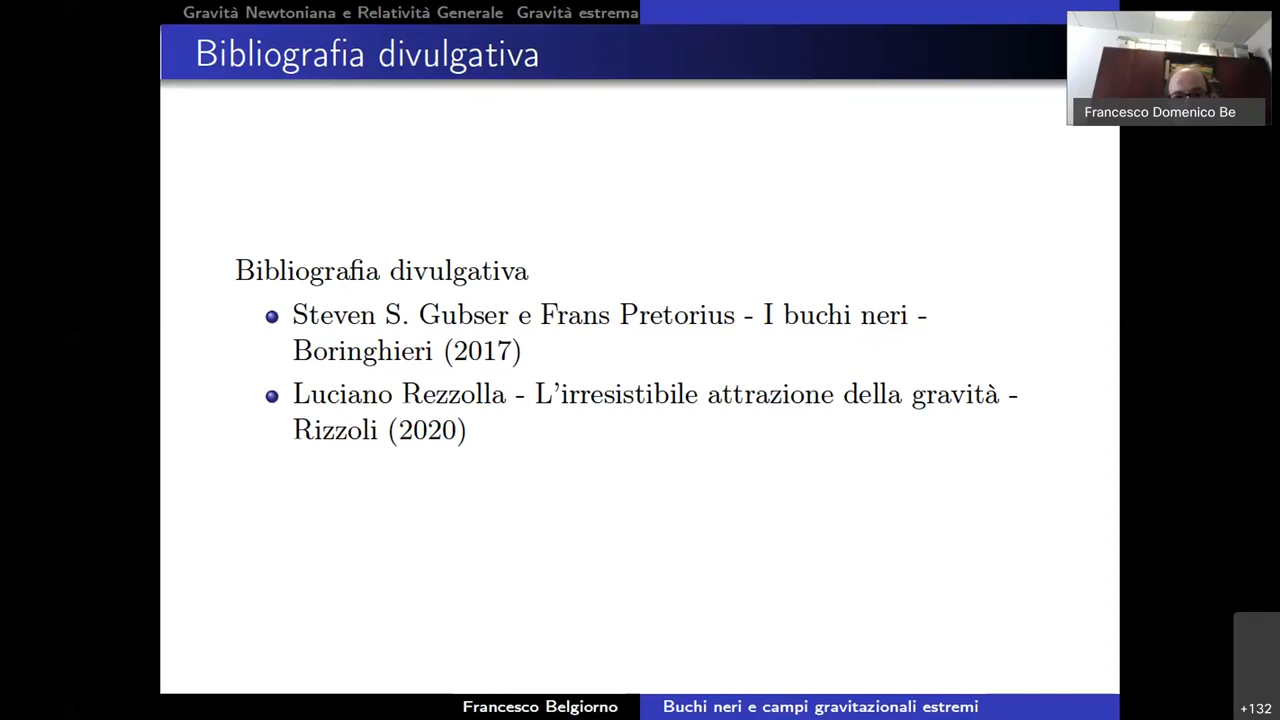 Gravità Newtoniana e Relatività Generale Gravità estrema
Bibliografia divulgativa
Francesco Domenico Be
Bibliografia divulgativa
Steven S. Gubser e Frans Pretorius - I buchi neri -
Boringhieri (2017)
Luciano Rezzolla - L'irresistibile attrazione della gravità -
Rizzoli (2020)
Francesco Belgiorno
Buchi neri e campi gravitazionali estremi
+132